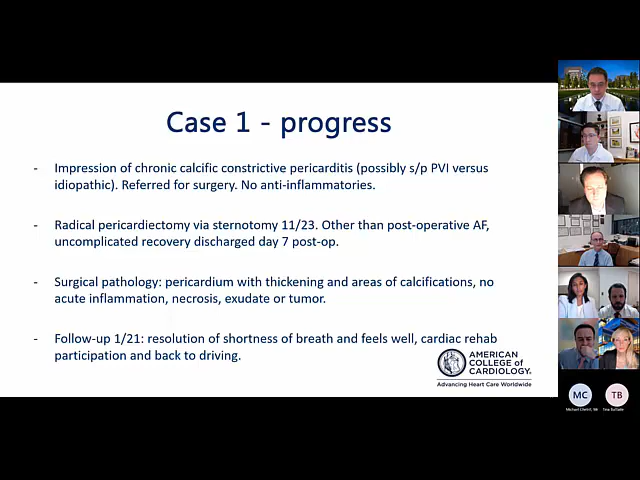 Case 1 - progress
- Impression of chronic calcific constrictive pericarditis (possibly s/p PVI versus
idiopathic). Referred for surgery. No anti-inflammatories.
- Radical pericardiectomy via sternotomy 11/23. Other than post-operative AF,
uncomplicated recovery discharged day 7 post-op.
- Surgical pathology: pericardium with thickening and areas of calcifications, no
acute inflammation, necrosis, exudate or tumor.
- Follow-up 1/21: resolution of shortness of breath and feels well, cardiac rehab
participation and back to driving.
AMERICAN
COLLEGE of
CARDIOLOGY
Advancing Heart Care Worldwide
MC
TB
Michael
Tina